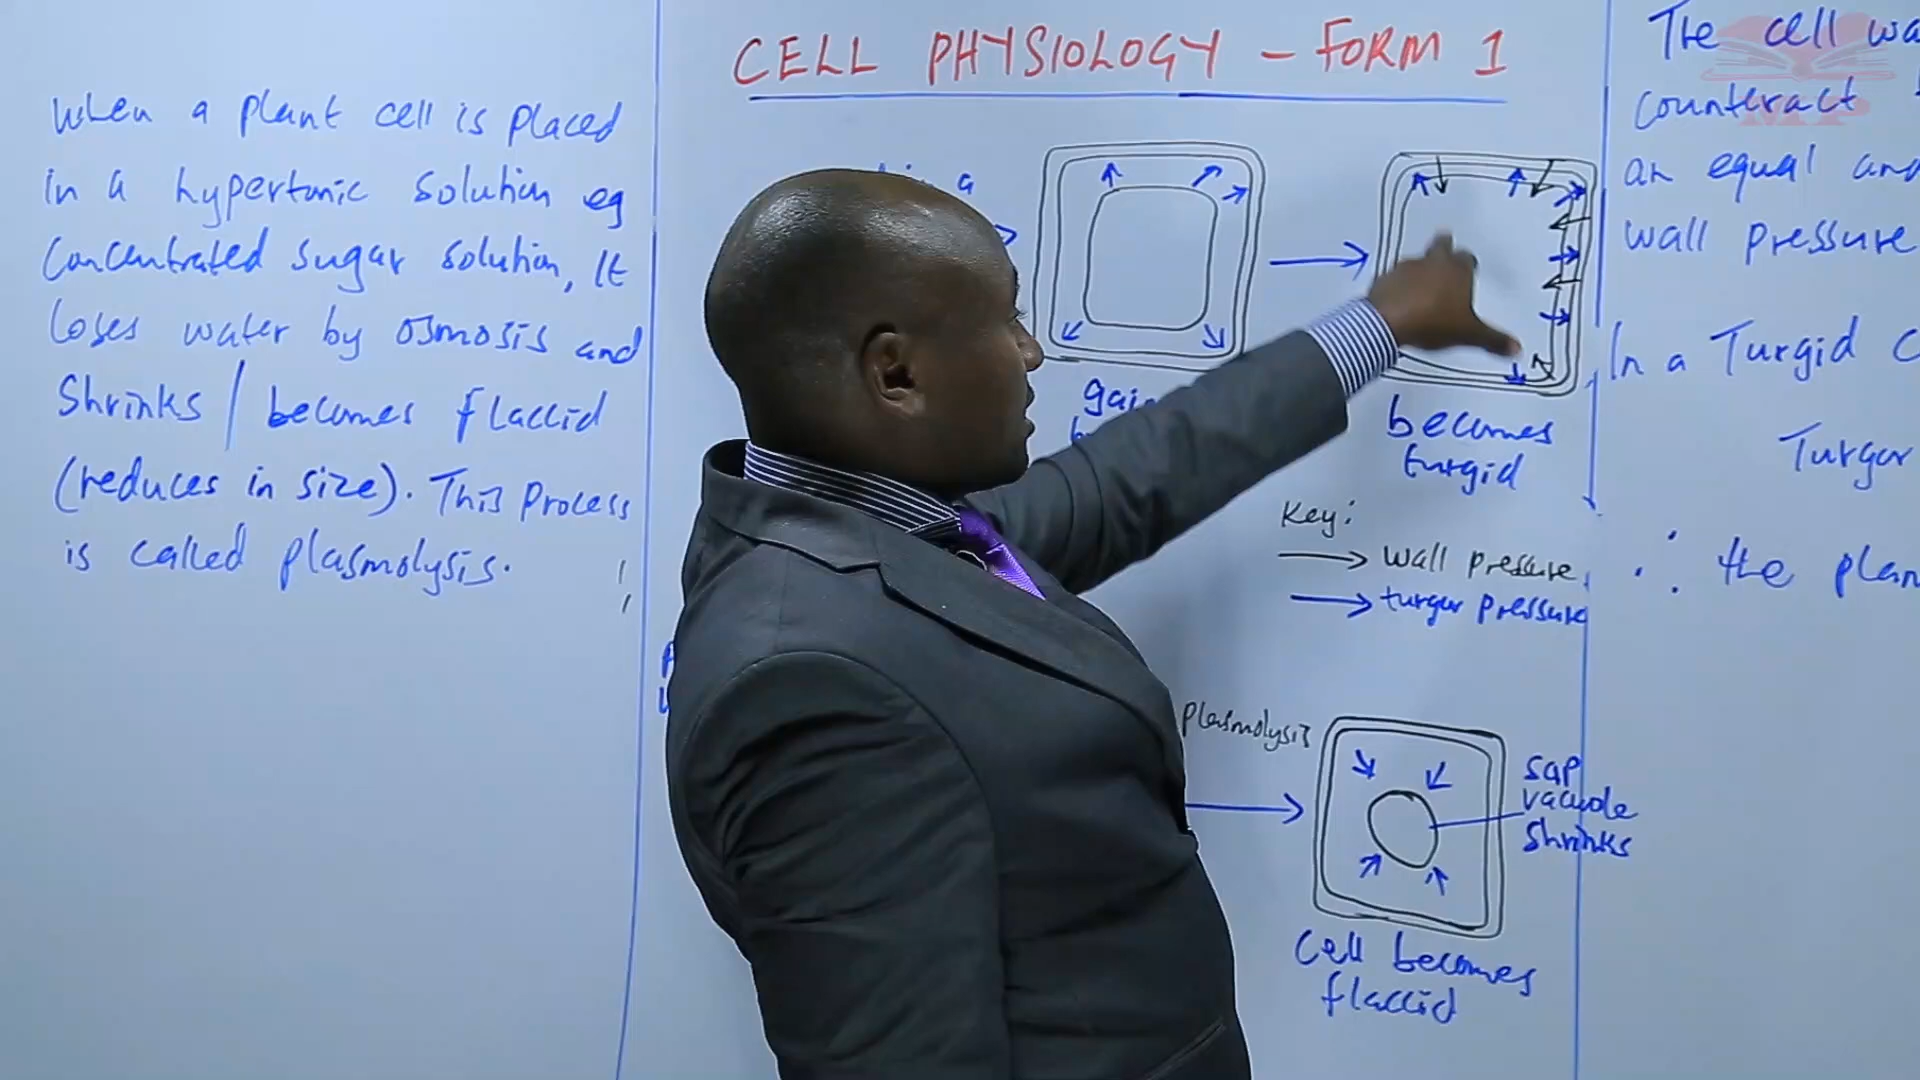 CELL PHYSIOLOGY - FORM 1
When a plant cell is placed
in a hypertonic solution eg
Concentrated sugar solution, It
loses water by osmosis and
Shrinks / becomes flaccid
(reduces in size). This process
is called plasmolysis.
in a
becomes
turgid
Key:
wall pressure
turgor pressure
Plasmolysis
Sap
vacuole
Shrinks
Cell becomes
flaccid
The cell
counteract
an equal and
wall pressure
In a Turgid
Turgor
∴ the